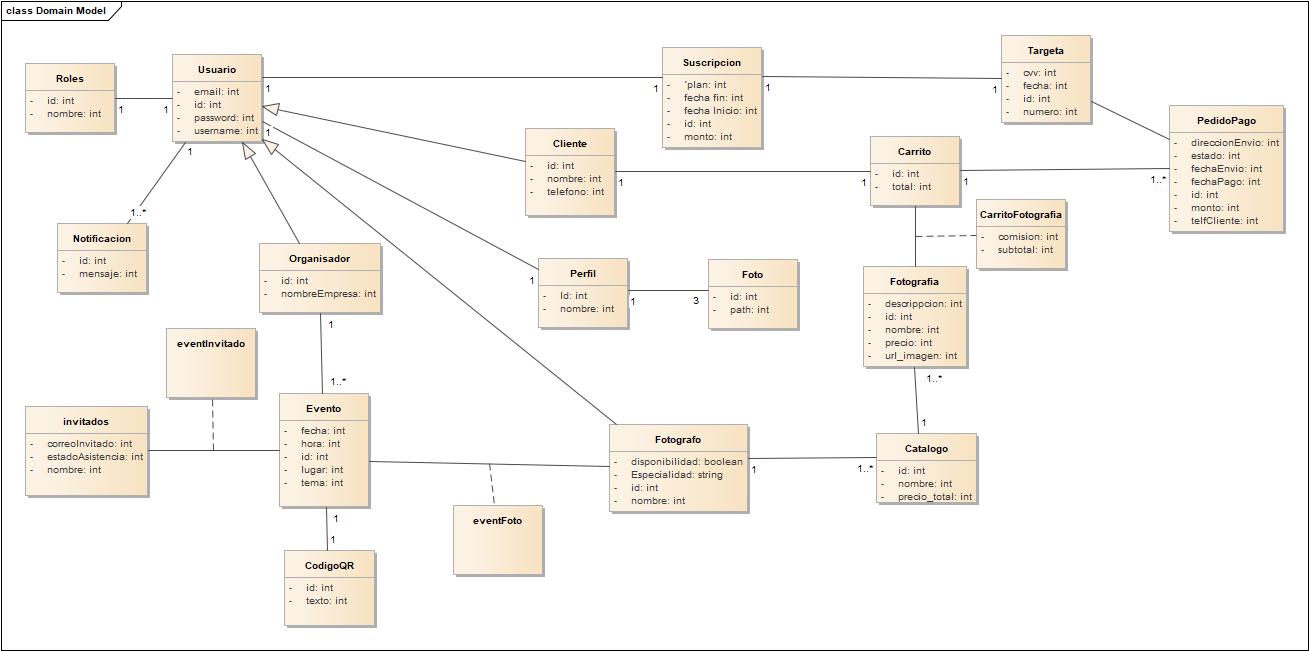 class Domain Model
Roles
- id: int
- nombre: int
1
1
Usuario
- email: int
- id: int
- password: int
- username: int
1
1
1
1..*
Notificacion
- id: int
- mensaje: int
Suscripcion
- *plan: int
- fecha fin: int
- fecha Inicio: int
- id: int
- monto: int
1
1
1
Targeta
- cvv: int
- fecha: int
- id: int
- numero: int
PedidoPago
- direccionEnvio: int
- estado: int
- fechaEnvio: int
- fechaPago: int
- id: int
- monto: int
- telfCliente: int
Cliente
- id: int
- nombre: int
- telefono: int
1
1
Carrito
- id: int
- total: int
1
1..*
CarritoFotografia
- comision: int
- subtotal: int
Organisador
- id: int
- nombreEmpresa: int
1
1..*
Perfil
- Id: int
- nombre: int
1
1
3
Foto
- id: int
- path: int
Fotografia
- descrippcion: int
- id: int
- nombre: int
- precio: int
- url_imagen: int
1..*
1
eventInvitado
invitados
- correoInvitado: int
- estadoAsistencia: int
- nombre: int
Evento
- fecha: int
- hora: int
- id: int
- lugar: int
- tema: int
1
1
Fotografo
- disponibilidad: boolean
- Especialidad: string
- id: int
- nombre: int
1
1..*
Catalogo
- id: int
- nombre: int
- precio_total: int
eventFoto
CodigoQR
- id: int
- texto: int